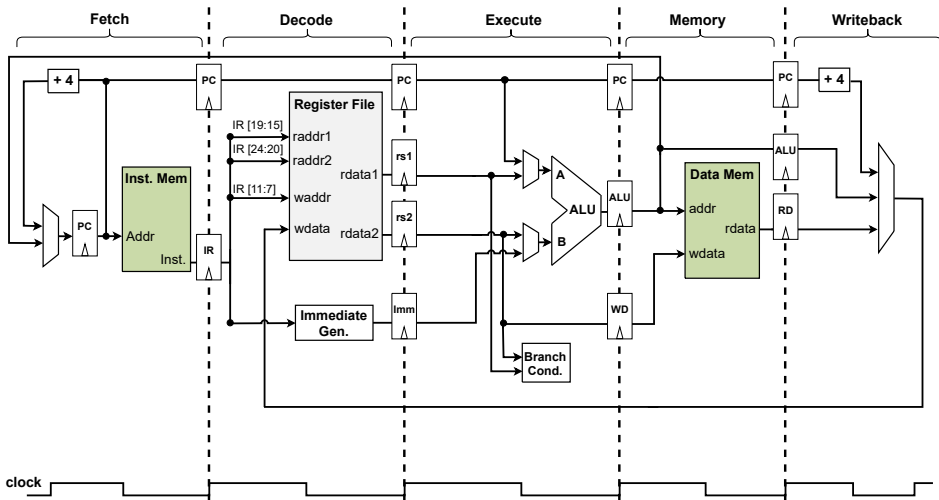 Fetch
Decode
Execute
Memory
Writeback
+ 4
PC
PC
PC
PC
+ 4
Register File
IR [19:15]
raddr1
IR [24:20]
raddr2
rdata1
rs1
IR [11:7]
waddr
wdata
rdata2
rs2
Inst. Mem
PC
Addr
Inst.
IR
A
ALU
B
ALU
ALU
Data Mem
addr
rdata
RD
wdata
Immediate
Gen.
Imm
WD
Branch
Cond.
clock